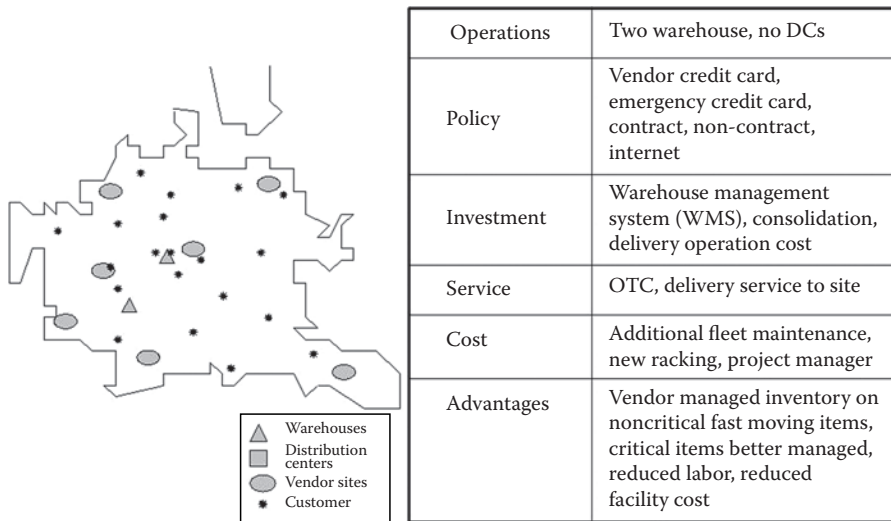 Warehouses
Distribution
centers
Vendor sites
Customer
Operations
Two warehouse, no DCs
Policy
Vendor credit card,
emergency credit card,
contract, non-contract,
internet
Investment
Warehouse management
system (WMS), consolidation,
delivery operation cost
Service
OTC, delivery service to site
Cost
Additional fleet maintenance,
new racking, project manager
Advantages
Vendor managed inventory on
noncritical fast moving items,
critical items better managed,
reduced labor, reduced
facility cost